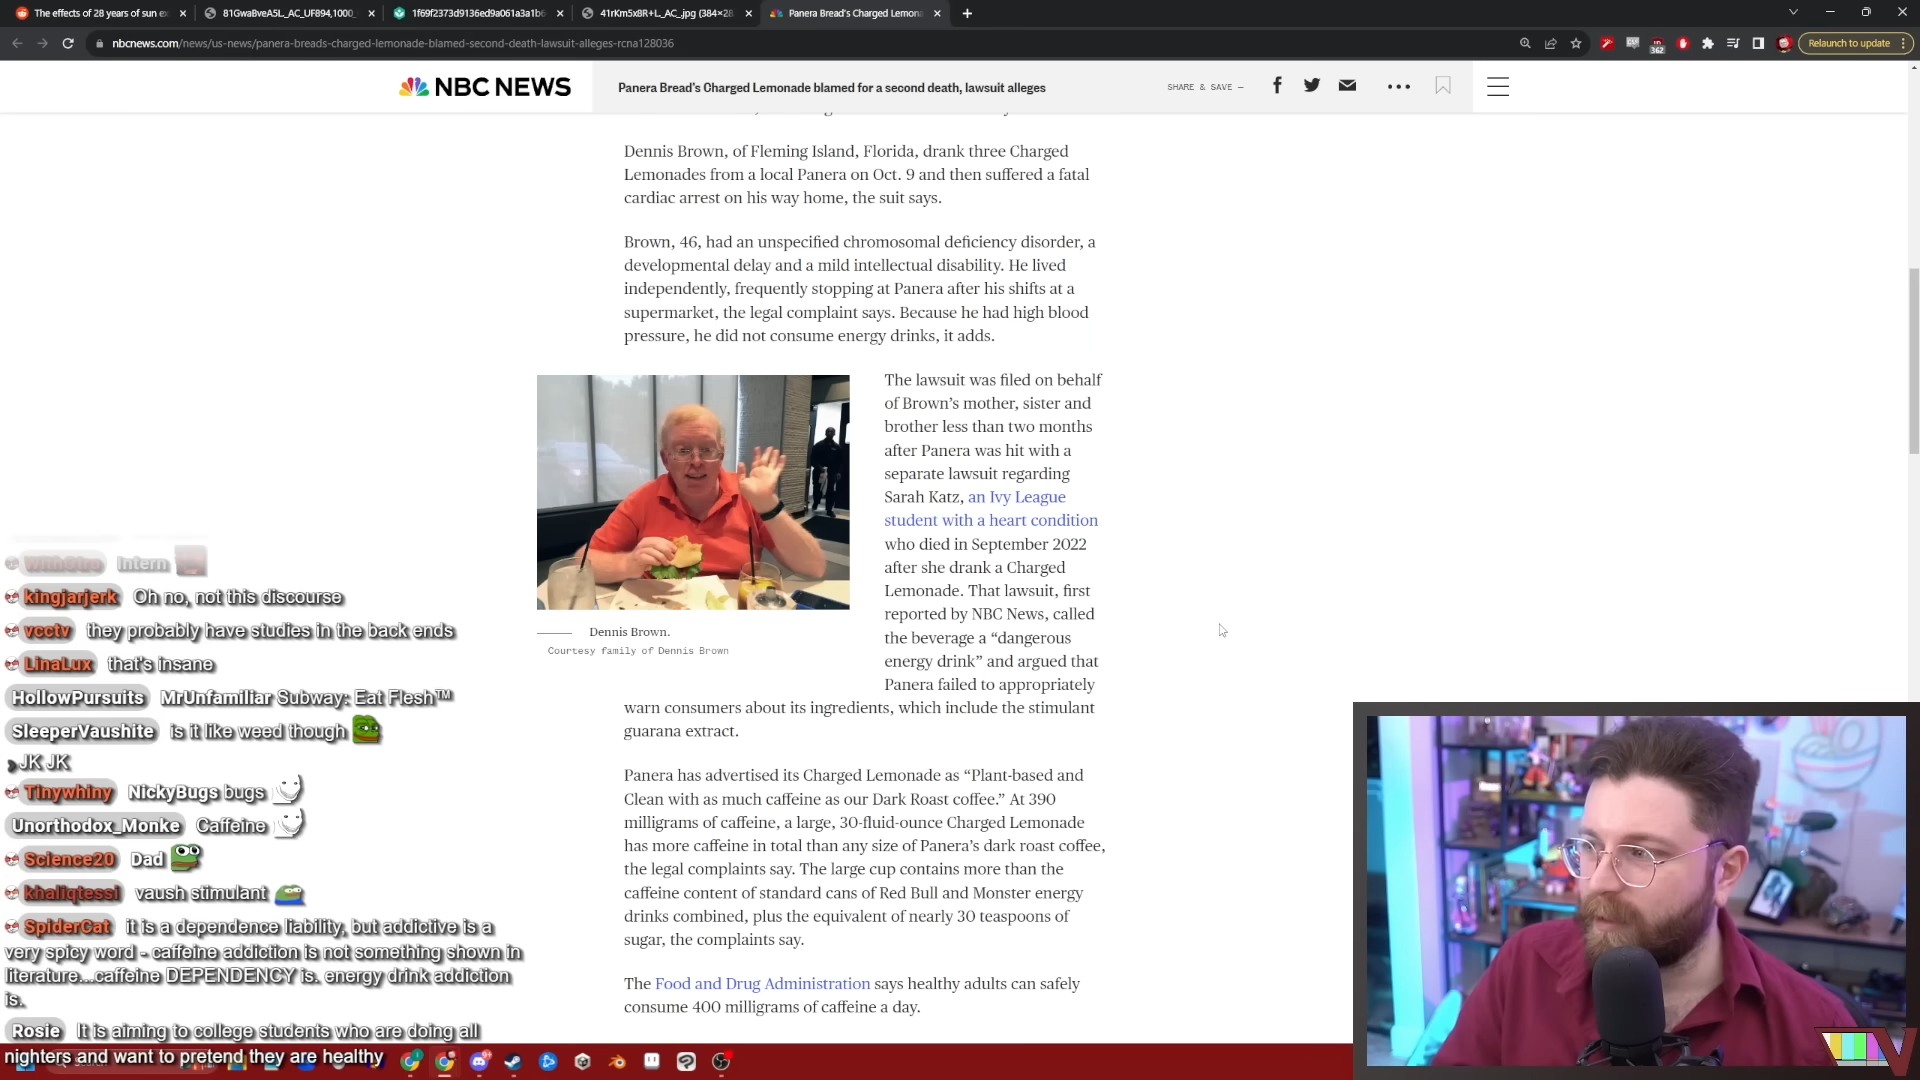 The effects of 28 years of sun ex
81GwaBveA5L._AC_UF894,1000_
1f69f2373d9136ed9a061a3a1b6
41rKm5x8R+L._AC_.jpg (384×28
Panera Bread's Charged Lemona
nbcnews.com/news/us-news/panera-breads-charged-lemonade-blamed-second-death-lawsuit-alleges-rcna128036
362
Relaunch to update
NBC NEWS
Panera Bread's Charged Lemonade blamed for a second death, lawsuit alleges
SHARE & SAVE —
Dennis Brown, of Fleming Island, Florida, drank three Charged
Lemonades from a local Panera on Oct. 9 and then suffered a fatal
cardiac arrest on his way home, the suit says.
Brown, 46, had an unspecified chromosomal deficiency disorder, a
developmental delay and a mild intellectual disability. He lived
independently, frequently stopping at Panera after his shifts at a
supermarket, the legal complaint says. Because he had high blood
pressure, he did not consume energy drinks, it adds.
The lawsuit was filed on behalf
of Brown's mother, sister and
brother less than two months
after Panera was hit with a
separate lawsuit regarding
Sarah Katz, an Ivy League
student with a heart condition
who died in September 2022
after she drank a Charged
Lemonade. That lawsuit, first
reported by NBC News, called
the beverage a “dangerous
energy drink” and argued that
Panera failed to appropriately
warn consumers about its ingredients, which include the stimulant
guarana extract.
Dennis Brown.
Courtesy family of Dennis Brown
Panera has advertised its Charged Lemonade as “Plant-based and
Clean with as much caffeine as our Dark Roast coffee.” At 390
milligrams of caffeine, a large, 30-fluid-ounce Charged Lemonade
has more caffeine in total than any size of Panera's dark roast coffee,
the legal complaints say. The large cup contains more than the
caffeine content of standard cans of Red Bull and Monster energy
drinks combined, plus the equivalent of nearly 30 teaspoons of
sugar, the complaints say.
The Food and Drug Administration says healthy adults can safely
consume 400 milligrams of caffeine a day.
WithOtro Intern
kingjarjerk Oh no, not this discourse
vcctv they probably have studies in the back ends
LinaLux that's insane
HollowPursuits MrUnfamiliar Subway: Eat Flesh™
SleeperVaushite is it like weed though
JK JK
Tinywhiny NickyBugs bugs
Unorthodox_Monke Caffeine
Science20 Dad
khaliqtessi vaush stimulant
SpiderCat it is a dependence liability, but addictive is a
very spicy word - caffeine addiction is not something shown in
literature...caffeine DEPENDENCY is. energy drink addiction
is.
Rosie It is aiming to college students who are doing all
nighters and want to pretend they are healthy